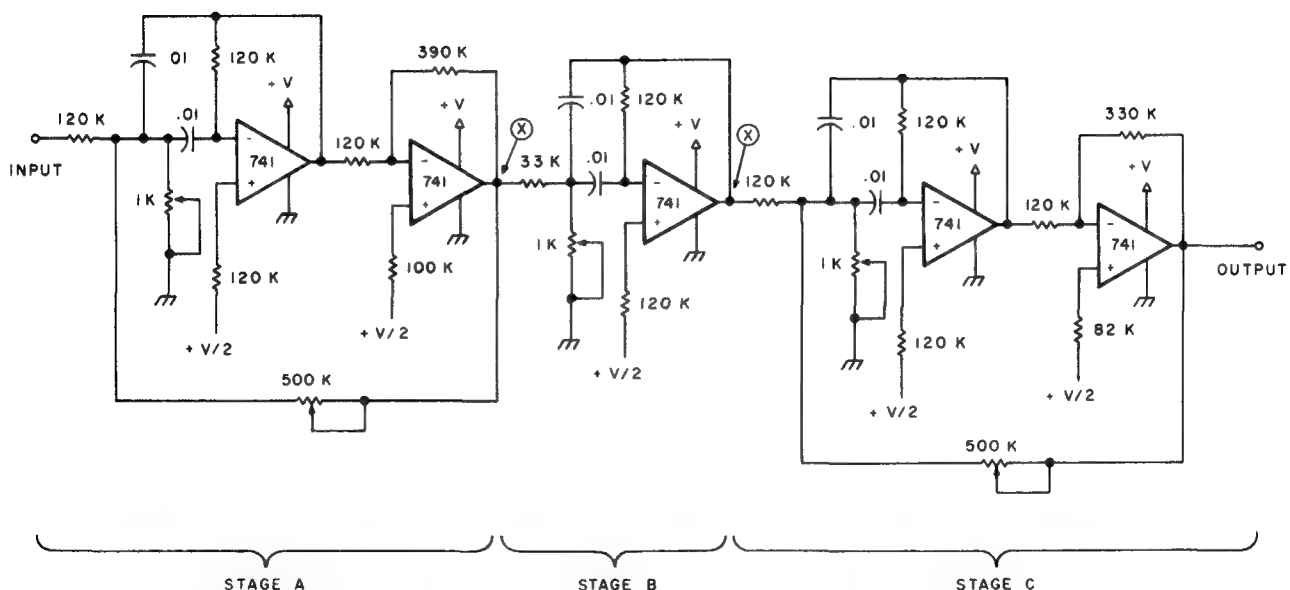 .01
120 K
390 K
+ V
+ V
120 K
.01
120 K
741
+ V/2
INPUT
1 K
120 K
120 K
741
100 K
+ V/2
500 K
X
33 K
.01
120 K
+ V
.01
741
1 K
120 K
+ V/2
X
120 K
.01
120 K
+ V
.01
741
1 K
120 K
+ V/2
120 K
330 K
+ V
741
82 K
+ V/2
OUTPUT
500 K
STAGE A
STAGE B
STAGE C